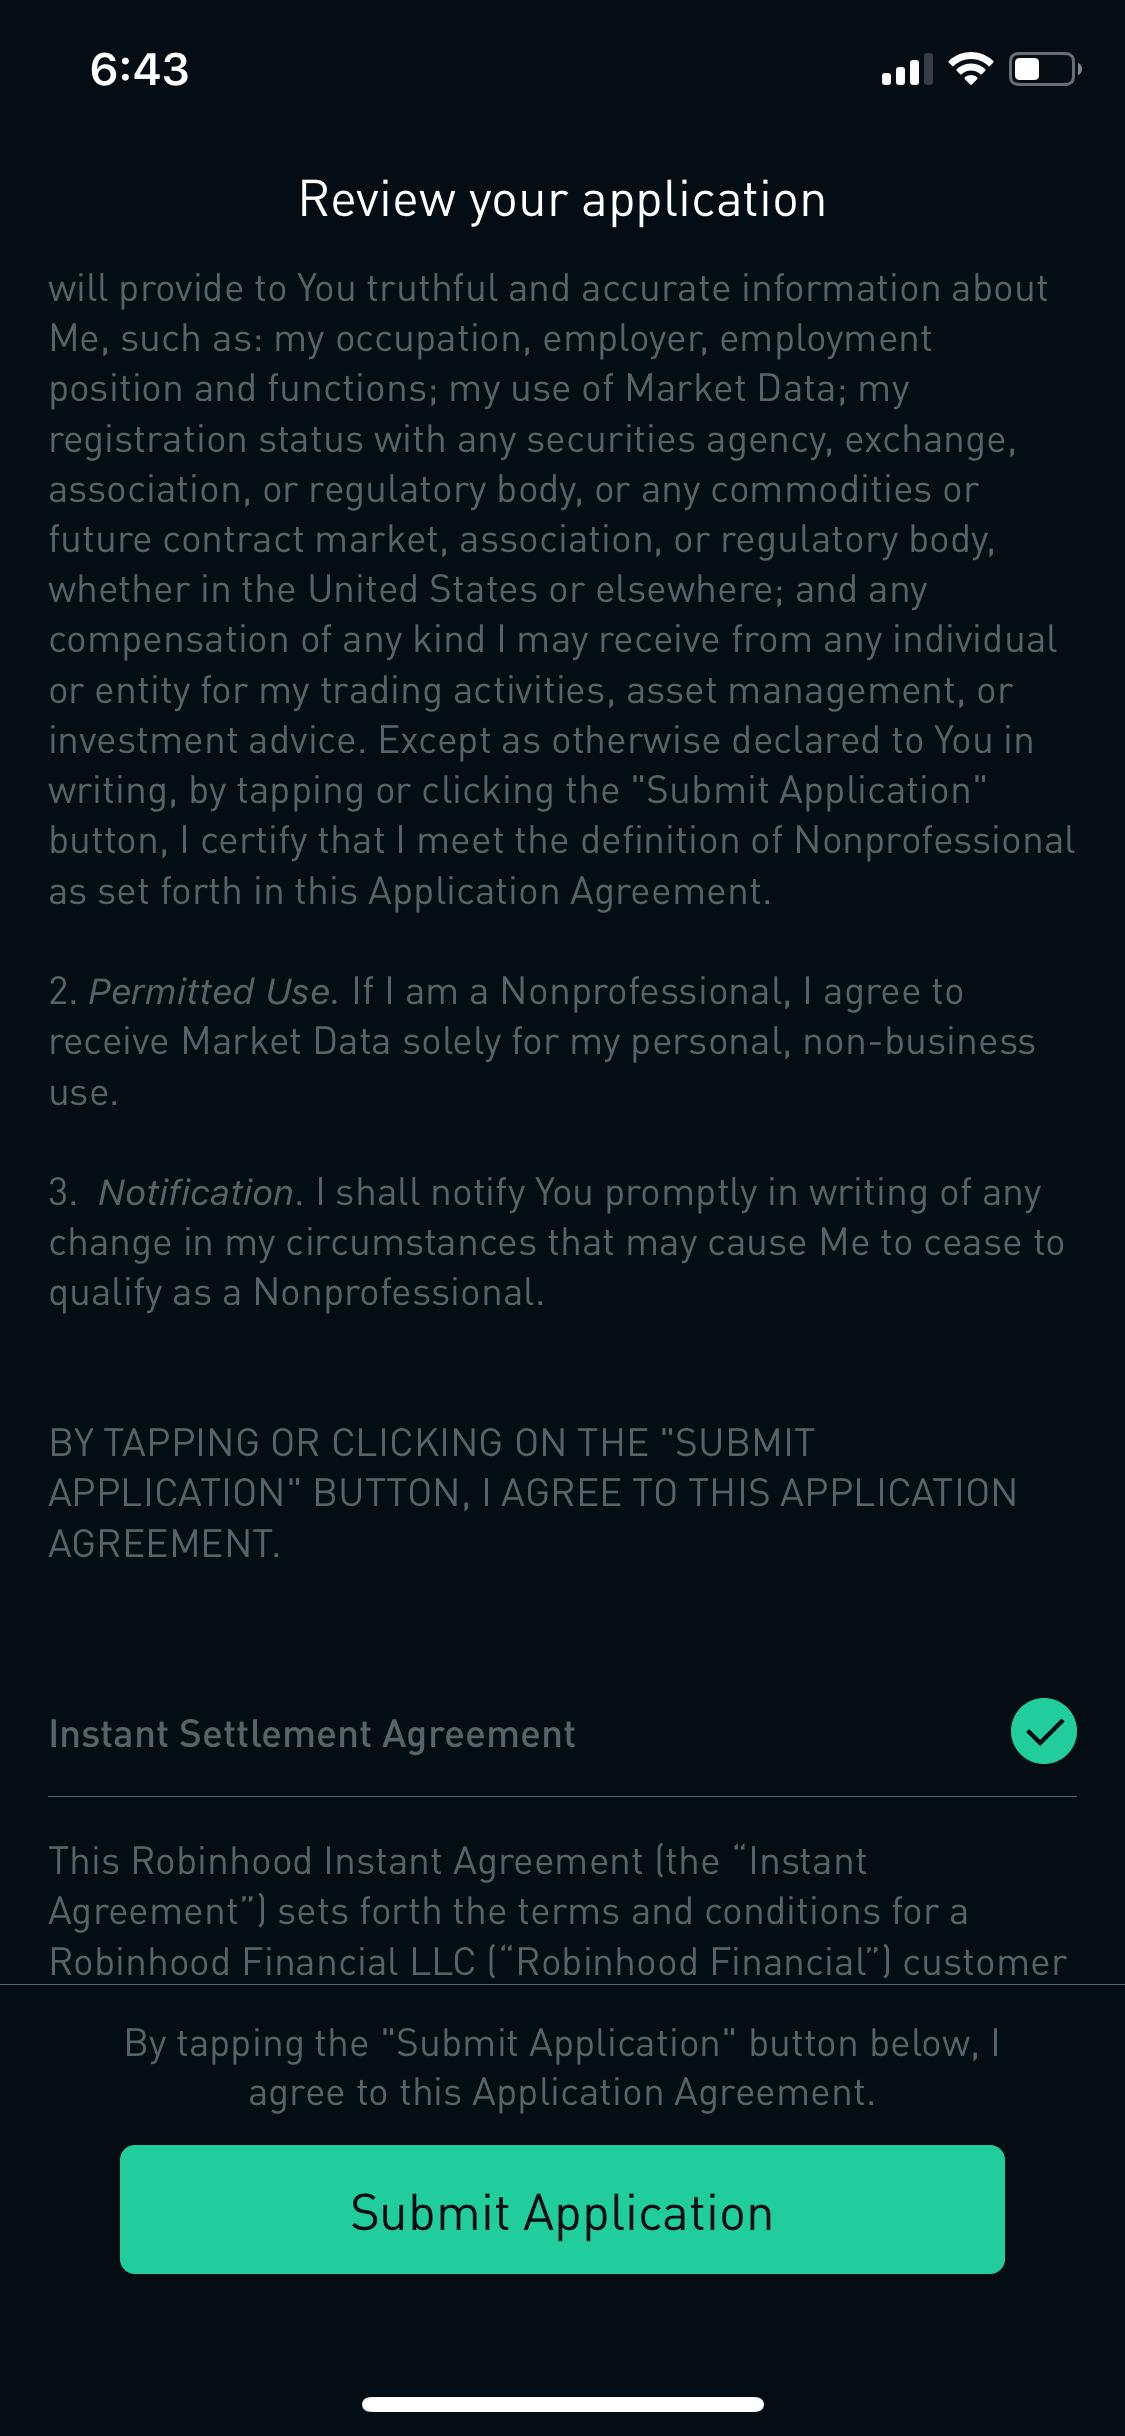 6:43
Review your application
will provide to You truthful and accurate information about
Me, such as: my occupation, employer, employment
position and functions; my use of Market Data; my
registration status with any securities agency, exchange,
association, or regulatory body, or any commodities or
future contract market, association, or regulatory body,
whether in the United States or elsewhere; and any
compensation of any kind I may receive from any individual
or entity for my trading activities, asset management, or
investment advice. Except as otherwise declared to You in
writing, by tapping or clicking the "Submit Application"
button, I certify that I meet the definition of Nonprofessional
as set forth in this Application Agreement.
2. Permitted Use. If I am a Nonprofessional, I agree to
receive Market Data solely for my personal, non-business
use.
3.  Notification. I shall notify You promptly in writing of any
change in my circumstances that may cause Me to cease to
qualify as a Nonprofessional.
BY TAPPING OR CLICKING ON THE "SUBMIT
APPLICATION" BUTTON, I AGREE TO THIS APPLICATION
AGREEMENT.
Instant Settlement Agreement
This Robinhood Instant Agreement (the “Instant
Agreement”) sets forth the terms and conditions for a
Robinhood Financial LLC (“Robinhood Financial”) customer
By tapping the "Submit Application" button below, I
agree to this Application Agreement.
Submit Application